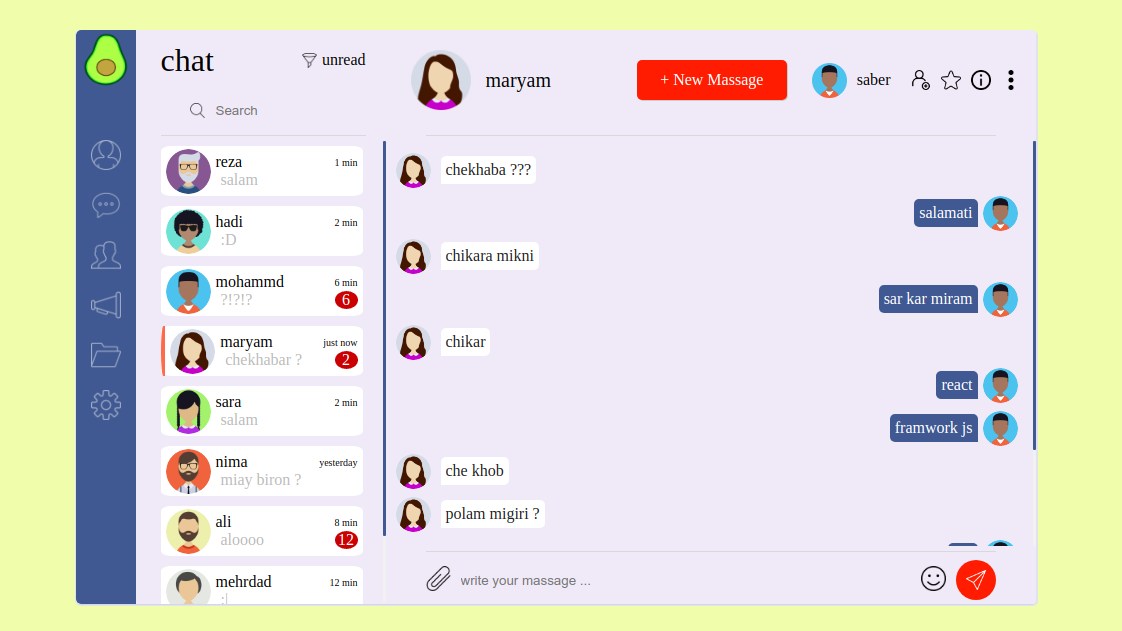 chat
unread
Search
reza
1 min
salam
hadi
2 min
:D
mohammd
6 min
?!?!?
6
maryam
just now
chekhabar ?
2
sara
2 min
salam
nima
yesterday
miay biron ?
ali
8 min
aloooo
12
mehrdad
12 min
:|
maryam
+ New Massage
saber
chekhaba ???
salamati
chikara mikni
sar kar miram
chikar
react
framwork js
che khob
polam migiri ?
write your massage ...